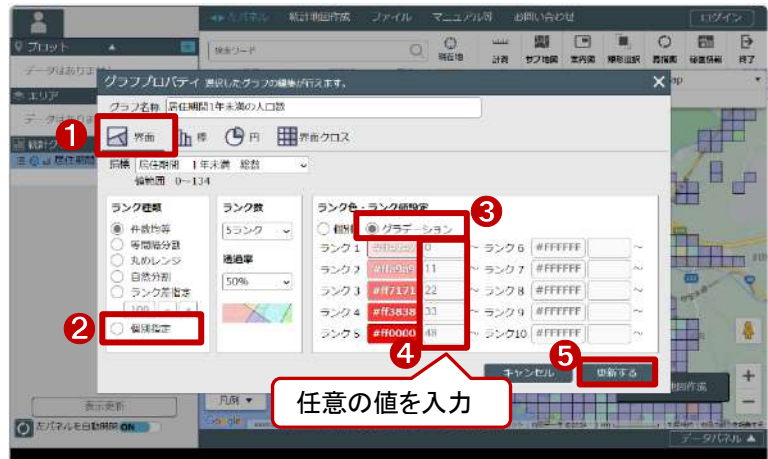 左パネル 統計地図作成 ファイル マニュアル等 お問い合わせ ログイン
プロット
検索ワード
現在地 計測 サブ地図 案内図 終了
データはありません
グラフプロパティ 選択したグラフの編集が行えます。
エリア
グラフ名称 居住期間1年未満の人口数
1
界面 棒 円 界面クロス
指標 居住期間 1年未満 総数
値範囲 0~134
ランク種類 ランク数 ランク色・ランク値設定
3
件数均等 5ランク 個別 グラデーション
等間隔分割
丸めレンジ 透過率
自然分割 50%
ランク差指定
100 - +
2
個別指定
ランク1 0 ~ ランク6 #FFFFFF ~
ランク2 #ffa9a9 11 ~ ランク7 #FFFFFF ~
ランク3 #ff7171 22 ~ ランク8 #FFFFFF ~
ランク4 #ff3838 33 ~ ランク9 #FFFFFF ~
ランク5 #ff0000 48 ~ ランク10 #FFFFFF ~
4
5
キャンセル 更新する
任意の値を入力
表示更新
凡例
左パネルを自動開閉 ON
Google
データパネル